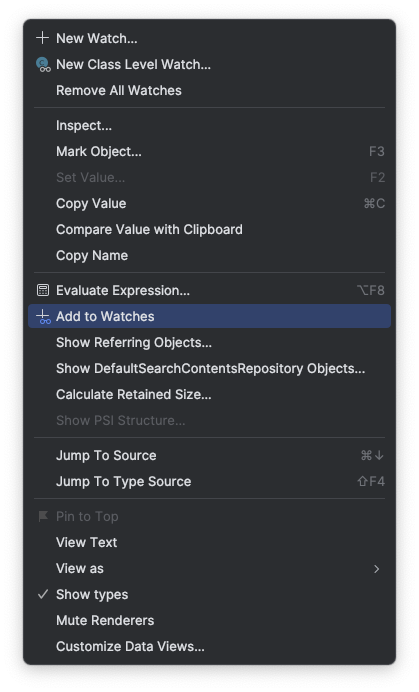 New Watch...
New Class Level Watch...
Remove All Watches
Inspect...
Mark Object... F3
Set Value... F2
Copy Value ⌘C
Compare Value with Clipboard
Copy Name
Evaluate Expression... ⌥F8
Add to Watches
Show Referring Objects...
Show DefaultSearchContentsRepository Objects...
Calculate Retained Size...
Show PSI Structure...
Jump To Source ⌘↓
Jump To Type Source ⇧F4
Pin to Top
View Text
View as
Show types
Mute Renderers
Customize Data Views...